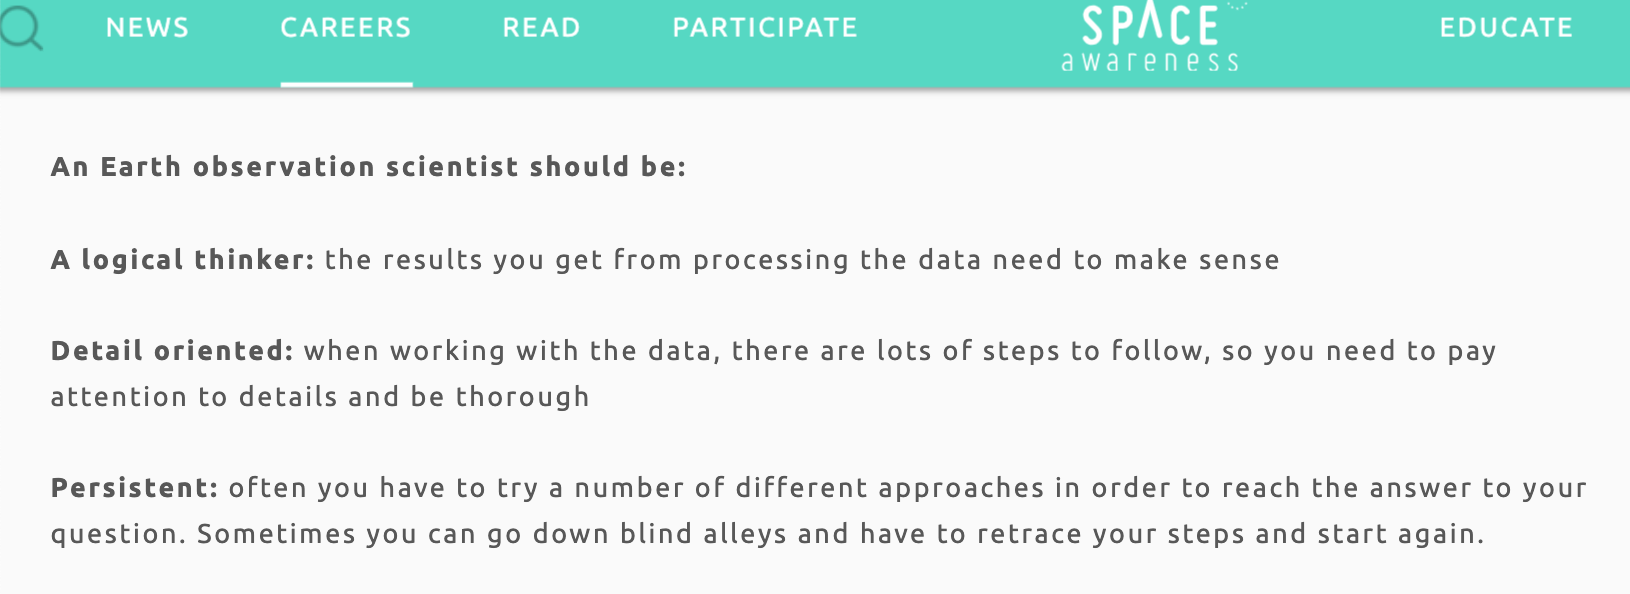 NEWS CAREERS READ PARTICIPATE SPACE EDUCATE
awareness
An Earth observation scientist should be:
A logical thinker: the results you get from processing the data need to make sense
Detail oriented: when working with the data, there are lots of steps to follow, so you need to pay
attention to details and be thorough
Persistent: often you have to try a number of different approaches in order to reach the answer to your
question. Sometimes you can go down blind alleys and have to retrace your steps and start again.